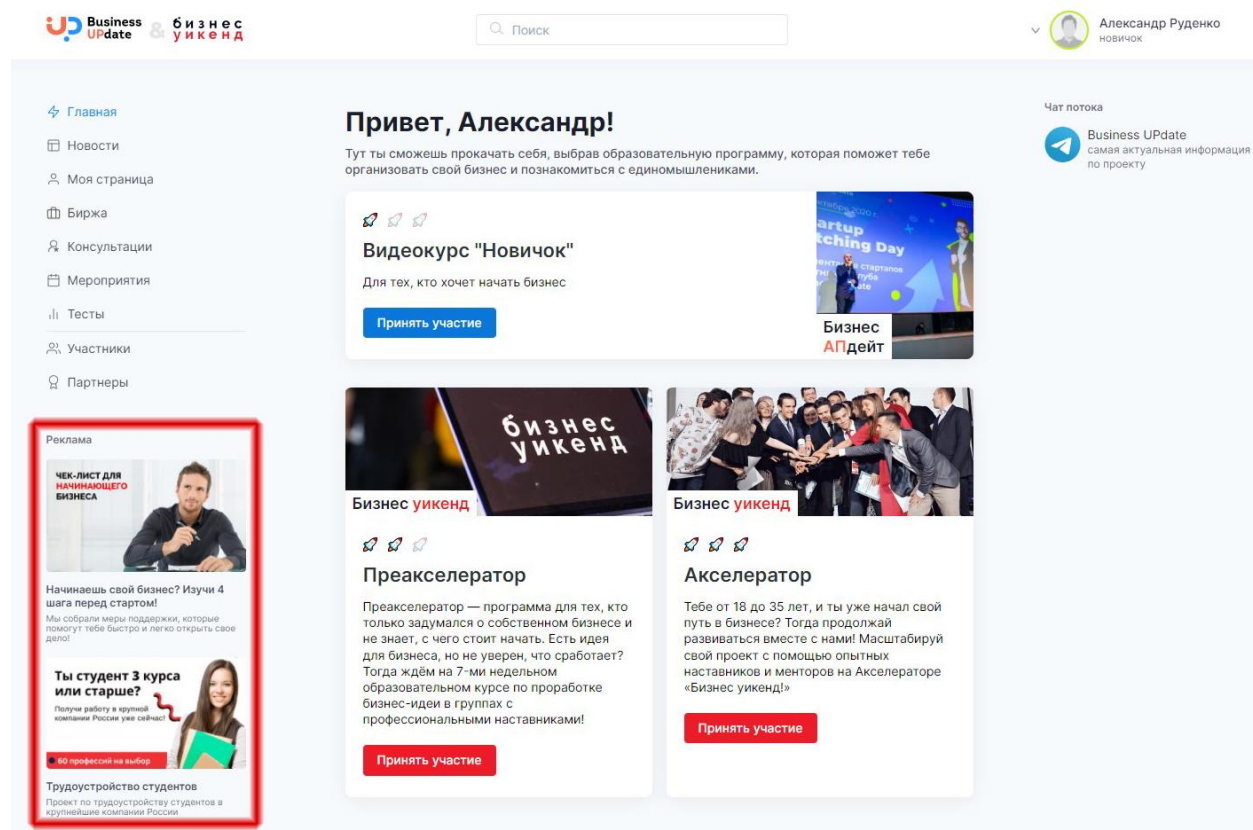 Business UPdate & бизнес уикенд
Поиск
Александр Руденко
новичок
Главная
Новости
Моя страница
Биржа
Консультации
Мероприятия
Тесты
Участники
Партнеры
Реклама
ЧЕК-ЛИСТ ДЛЯ
НАЧИНАЮЩЕГО
БИЗНЕСА
Начинаешь свой бизнес? Изучи 4
шага перед стартом!
Мы собрали меры поддержки, которые
помогут тебе быстро и легко открыть свое
дело!
Ты студент 3 курса
или старше?
Получи работу в крупной
компании России уже сейчас!
60 профессий на выбор
Трудоустройство студентов
Проект по трудоустройству студентов в
крупнейшие компании России
Привет, Александр!
Тут ты сможешь прокачать себя, выбрав образовательную программу, которая поможет тебе
организовать свой бизнес и познакомиться с единомышлениками.
Видеокурс "Новичок"
Для тех, кто хочет начать бизнес
Принять участие
2020 г.
Day
Бизнес
АПдейт
бизнес
уикенд
Бизнес уикенд
Преакселератор
Преакселератор — программа для тех, кто
только задумался о собственном бизнесе и
не знает, с чего стоит начать. Есть идея
для бизнеса, но не уверен, что сработает?
Тогда ждём на 7-ми недельном
образовательном курсе по проработке
бизнес-идеи в группах с
профессиональными наставниками!
Принять участие
Бизнес уикенд
Акселератор
Тебе от 18 до 35 лет, и ты уже начал свой
путь в бизнесе? Тогда продолжай
развиваться вместе с нами! Масштабируй
свой проект с помощью опытных
наставников и менторов на Акселераторе
«Бизнес уикенд!»
Принять участие
Чат потока
Business UPdate
самая актуальная информация
по проекту